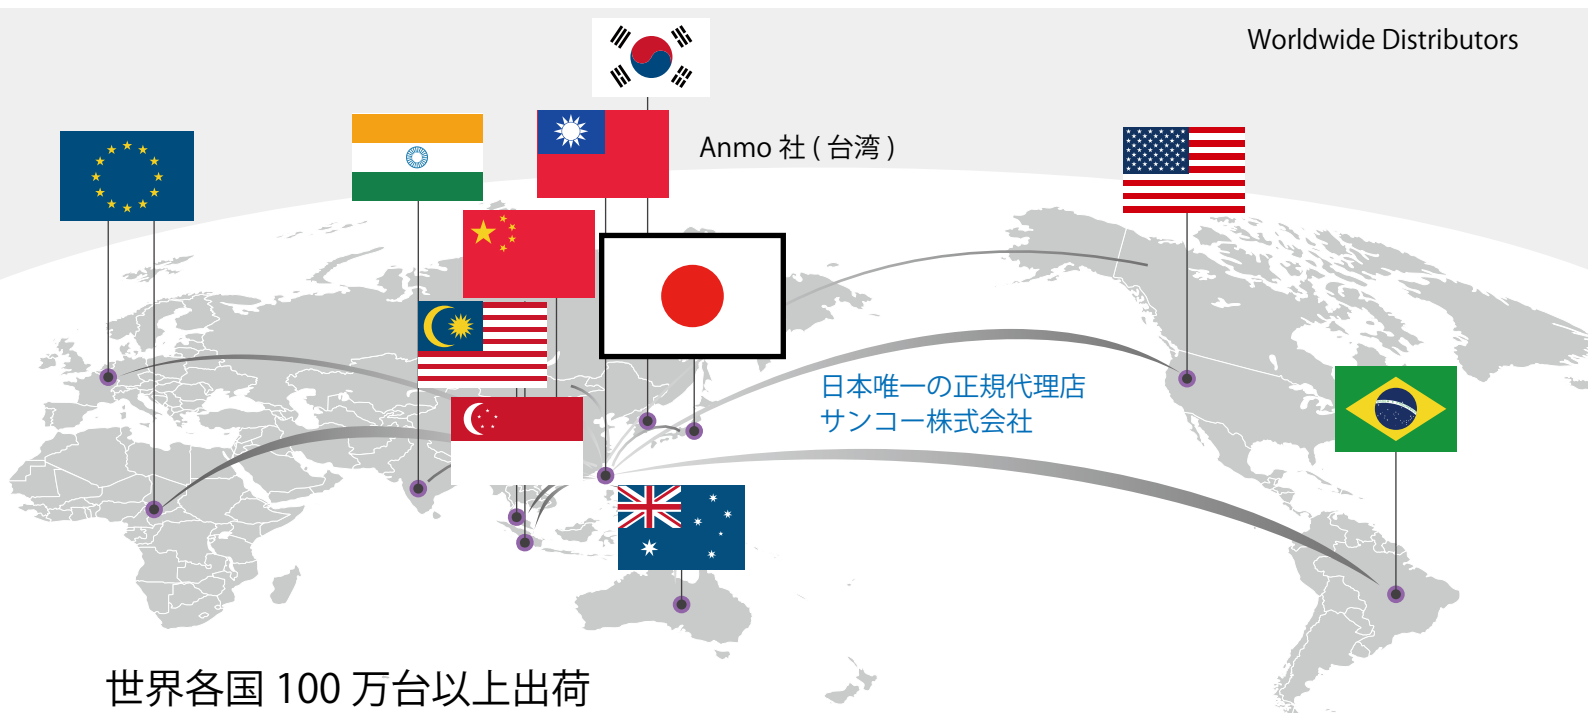 Worldwide Distributors
Anmo 社 ( 台湾 )
日本唯一の正規代理店
サンコー株式会社
世界各国 100 万台以上出荷